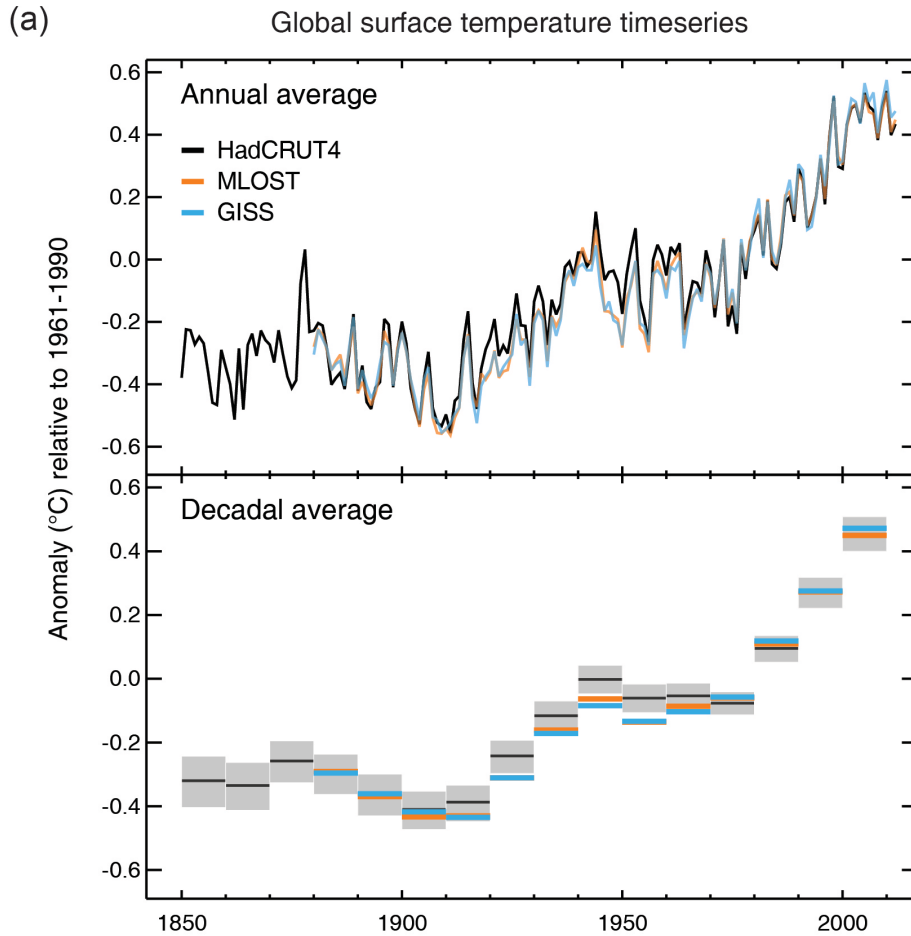 (a)
Global surface temperature timeseries
Anomaly (°C) relative to 1961-1990
0.6
0.4
0.2
0.0
-0.2
-0.4
-0.6
Annual average
HadCRUT4
MLOST
GISS
0.6
0.4
0.2
0.0
-0.2
-0.4
-0.6
Decadal average
1850
1900
1950
2000